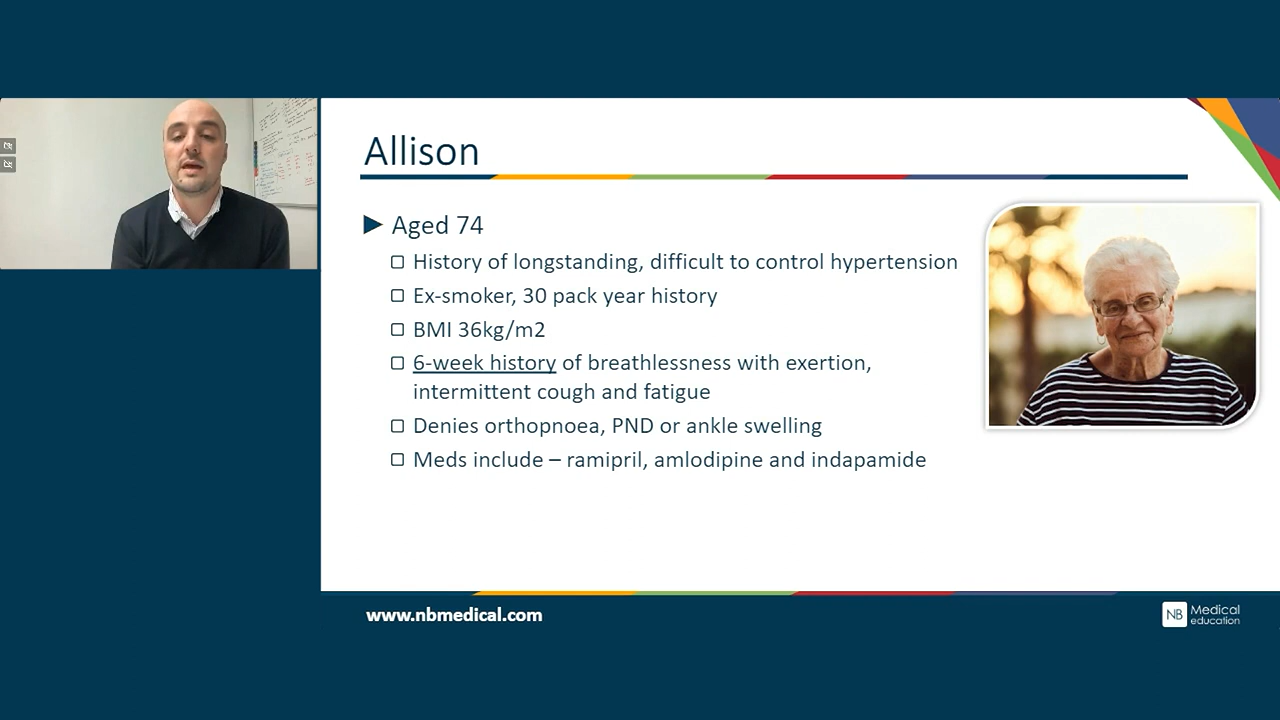 Allison
Aged 74
History of longstanding, difficult to control hypertension
Ex-smoker, 30 pack year history
BMI 36kg/m2
6-week history of breathlessness with exertion,
intermittent cough and fatigue
Denies orthopnoea, PND or ankle swelling
Meds include – ramipril, amlodipine and indapamide
www.nbmedical.com
NB Medical
education